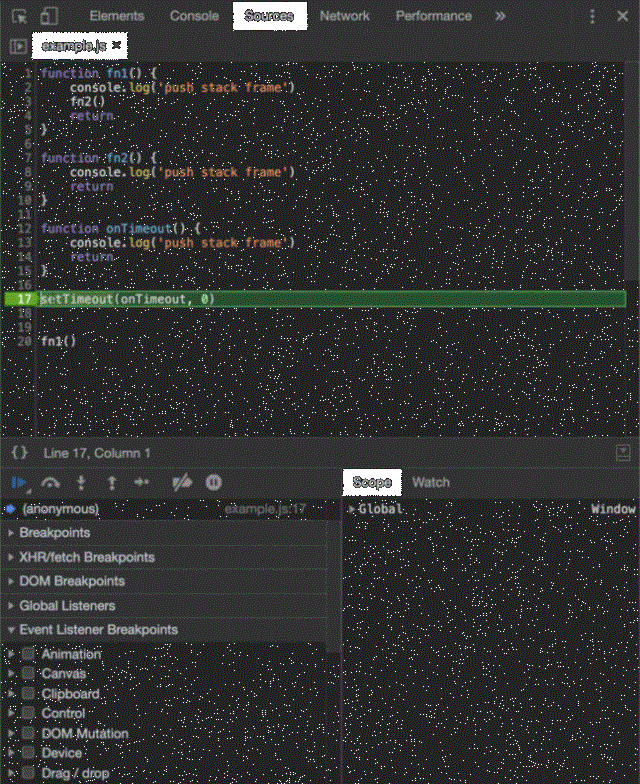 Elements Console Sources Network Performance »
example.js ×
1 function fn1() {
2 console.log('push stack frame')
3 fn2()
4 return
5 }
6
7 function fn2() {
8 console.log('push stack frame')
9 return
10 }
11
12 function onTimeout() {
13 console.log('push stack frame')
14 return
15 }
16
17 setTimeout(onTimeout, 0)
18
19
20 fn1()
{} Line 17, Column 1
Scope Watch
(anonymous) example.js:17
Global Window
Breakpoints
XHR/fetch Breakpoints
DOM Breakpoints
Global Listeners
Event Listener Breakpoints
Animation
Canvas
Clipboard
Control
DOM Mutation
Device
Drag / drop